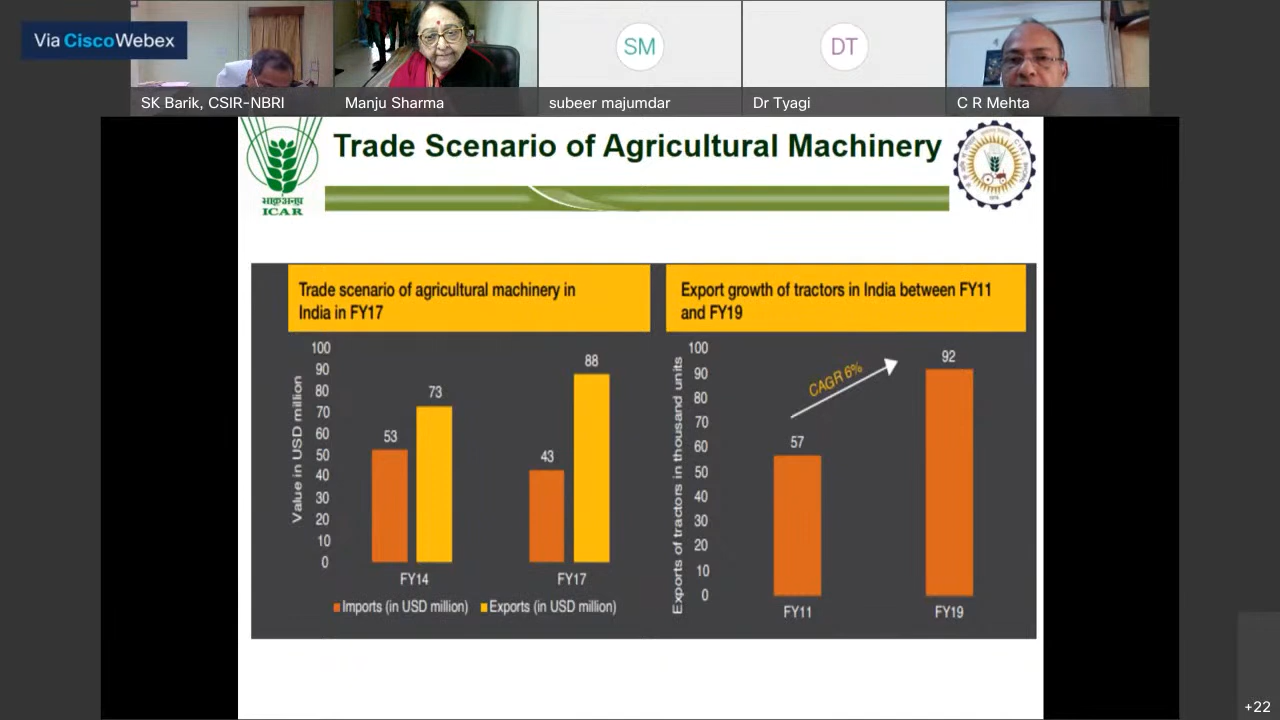 Via CiscoWebex
SK Barik, CSIR-NBRI
Manju Sharma
SM
subeer majumdar
DT
Dr Tyagi
C R Mehta
Trade Scenario of Agricultural Machinery
भाकृअनुप
ICAR
Trade scenario of agricultural machinery in
India in FY17
Value in USD million
100
90
80
70
60
50
40
30
20
10
0
53
73
43
88
FY14
FY17
Imports (in USD million)
Exports (in USD million)
Export growth of tractors in India between FY11
and FY19
Exports of tractors in thousand units
100
90
80
70
60
50
40
30
20
10
0
CAGR 6%
57
92
FY11
FY19
+22